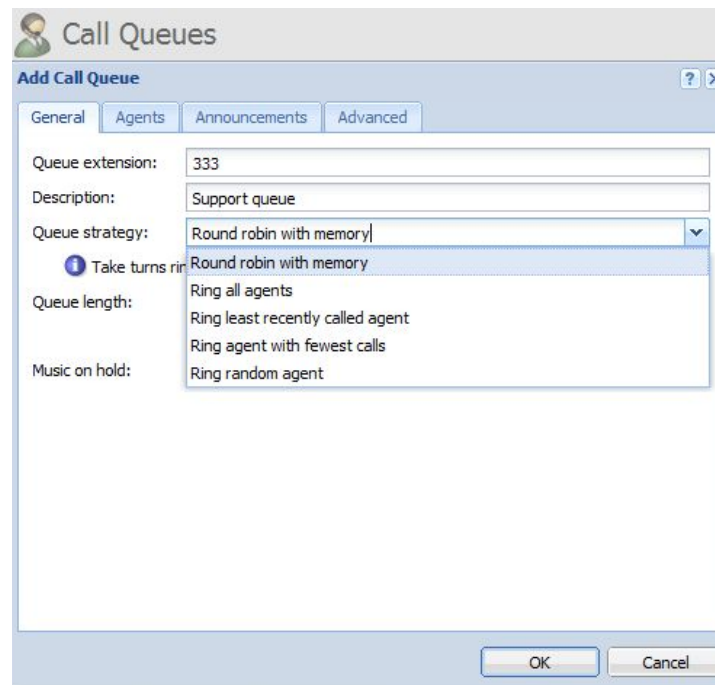 Call Queues
Add Call Queue
?
General Agents Announcements Advanced
Queue extension: 333
Description: Support queue
Queue strategy: Round robin with memory
Take turns rin
Round robin with memory
Ring all agents
Queue length:
Ring least recently called agent
Ring agent with fewest calls
Music on hold:
Ring random agent
OK Cancel